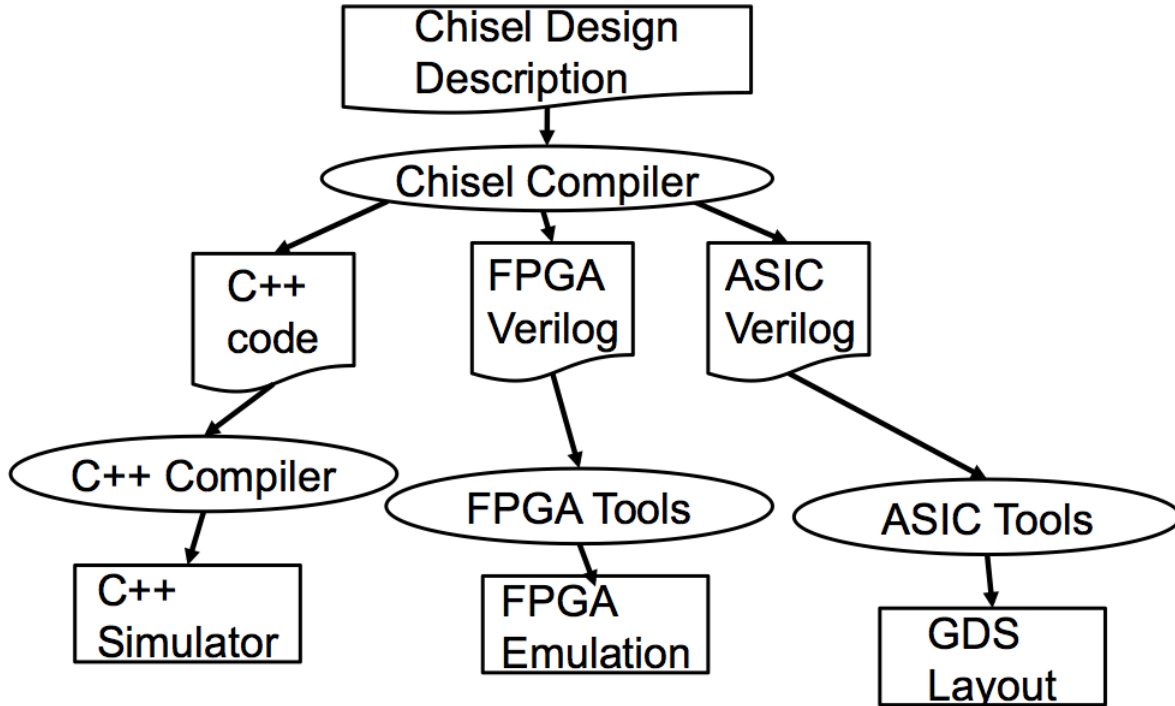 Chisel Design
Description
Chisel Compiler
C++
code
FPGA
Verilog
ASIC
Verilog
C++ Compiler
FPGA Tools
ASIC Tools
C++
Simulator
FPGA
Emulation
GDS
Layout